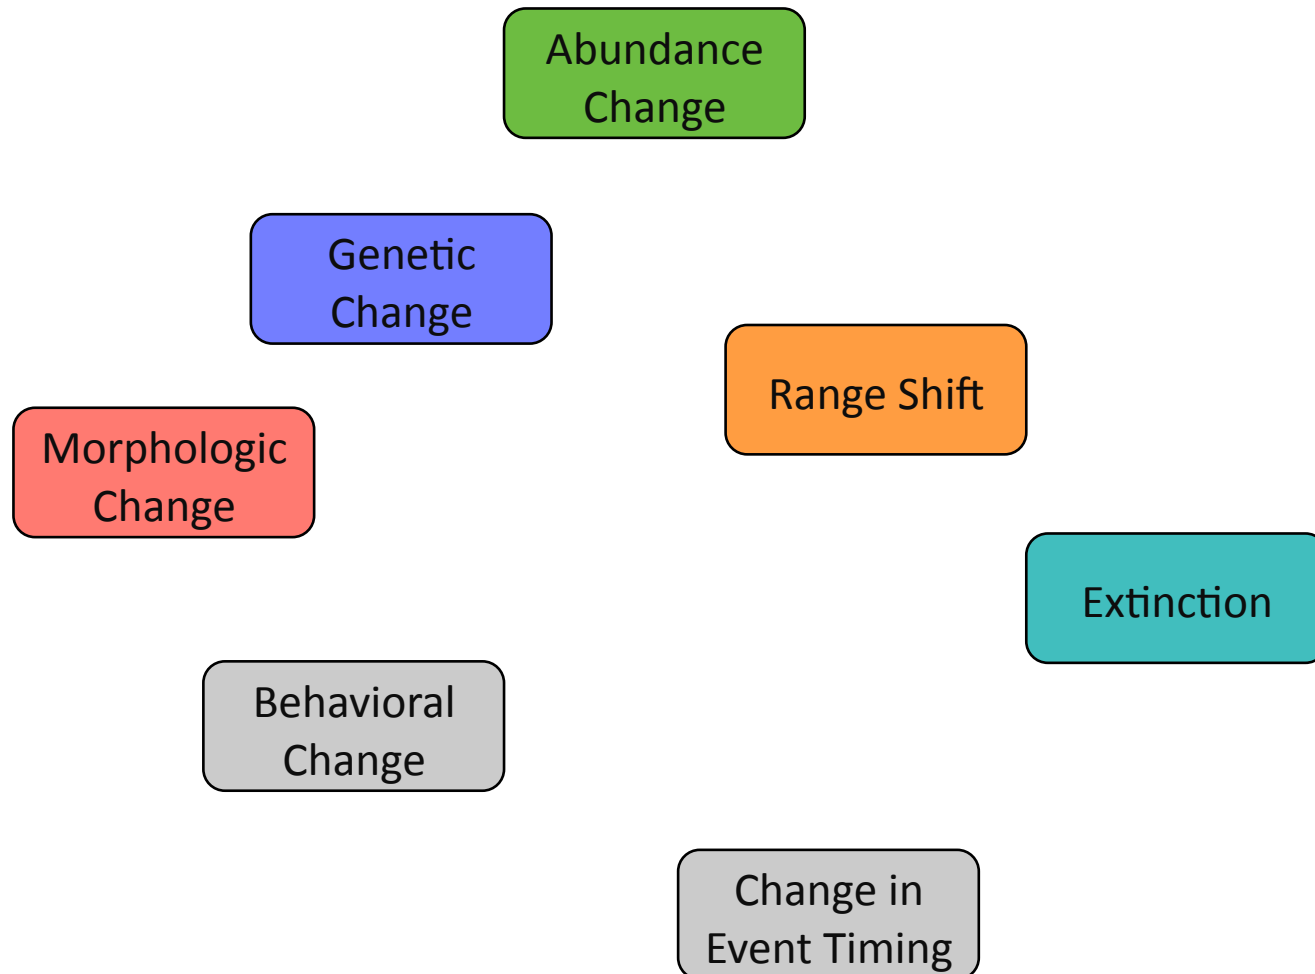 Abundance
Change
Genetic
Change
Range Shift
Morphologic
Change
Extinction
Behavioral
Change
Change in
Event Timing